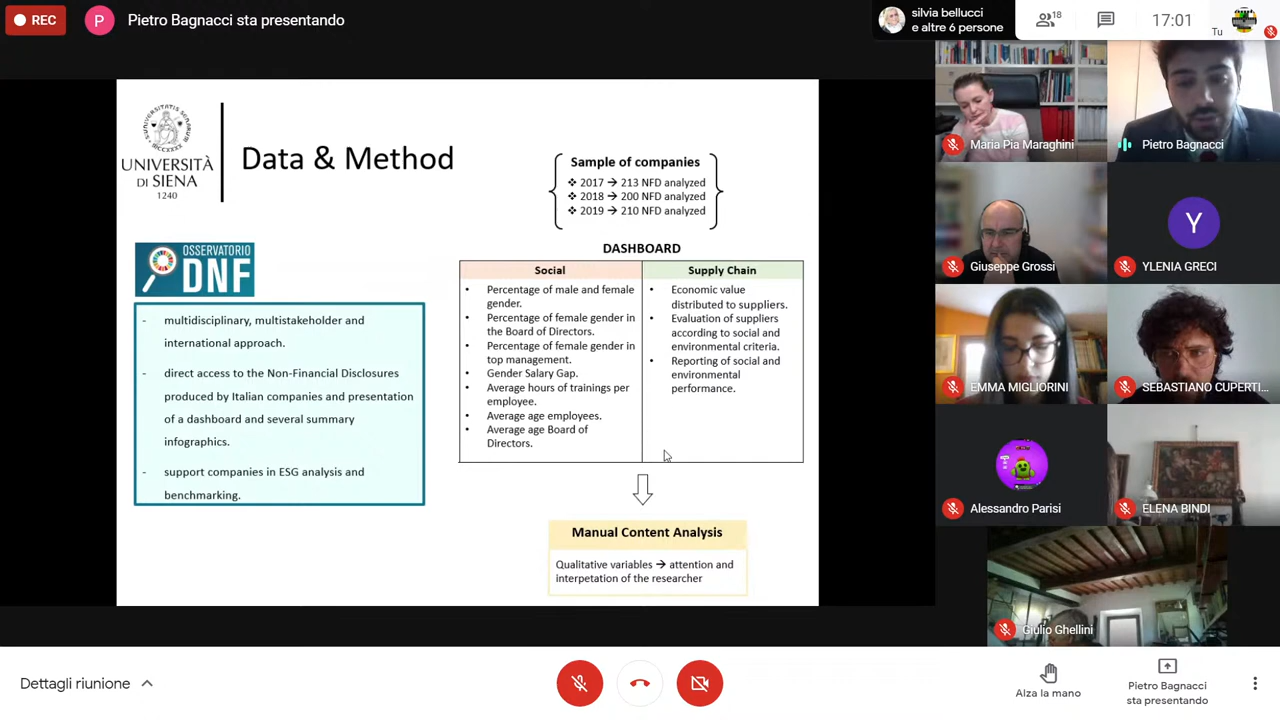 REC
P
Pietro Bagnacci sta presentando
silvia bellucci
e altre 6 persone
18
17:01
Tu
UNIVERSITÀ
DI SIENA
1240
Data & Method
Sample of companies
❖ 2017 → 213 NFD analyzed
❖ 2018 → 200 NFD analyzed
❖ 2019 → 210 NFD analyzed
OSSERVATORIO
DNF
- multidisciplinary, multistakeholder and
international approach.
- direct access to the Non-Financial Disclosures
produced by Italian companies and presentation
of a dashboard and several summary
infographics.
- support companies in ESG analysis and
benchmarking.
DASHBOARD
Social
• Percentage of male and female
gender.
• Percentage of female gender in
the Board of Directors.
• Percentage of female gender in
top management.
• Gender Salary Gap.
• Average hours of trainings per
employee.
• Average age employees.
• Average age Board of
Directors.
Supply Chain
• Economic value
distributed to suppliers.
• Evaluation of suppliers
according to social and
environmental criteria.
• Reporting of social and
environmental
performance.
Manual Content Analysis
Qualitative variables → attention and
interpetation of the researcher
Maria Pia Maraghini
Pietro Bagnacci
Giuseppe Grossi
Y
YLENIA GRECI
EMMA MIGLIORINI
SEBASTIANO CUPERTI...
Alessandro Parisi
ELENA BINDI
Giulio Ghellini
Dettagli riunione
Alza la mano
Pietro Bagnacci
sta presentando